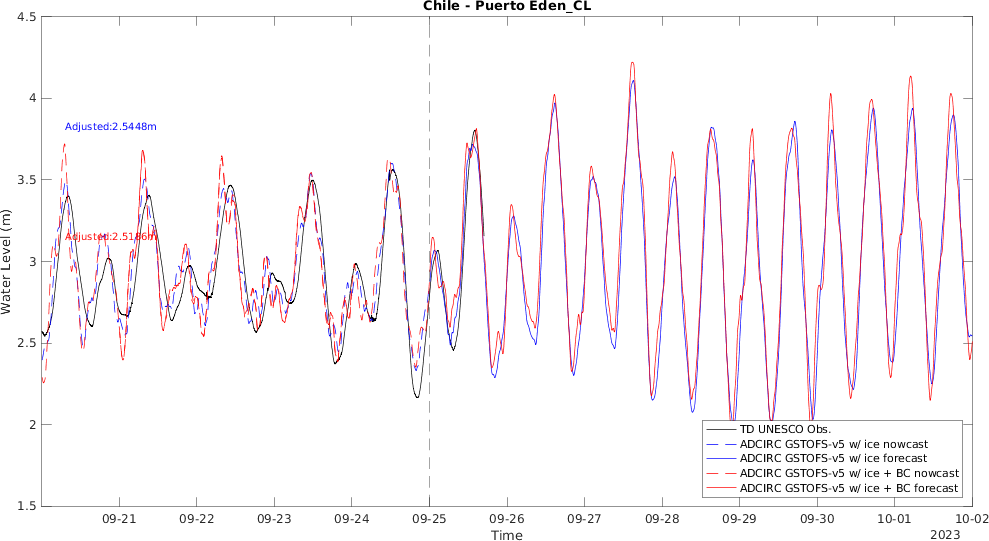 Chile - Puerto Eden_CL
4.5
4
3.5
3
2.5
2
1.5
Water Level (m)
Adjusted:2.5448m
Adjusted:2.5186m
TD UNESCO Obs.
ADCIRC GSTOFS-v5 w/ ice nowcast
ADCIRC GSTOFS-v5 w/ ice forecast
ADCIRC GSTOFS-v5 w/ ice + BC nowcast
ADCIRC GSTOFS-v5 w/ ice + BC forecast
09-21 09-22 09-23 09-24 09-25 09-26 09-27 09-28 09-29 09-30 10-01 10-02
Time
2023